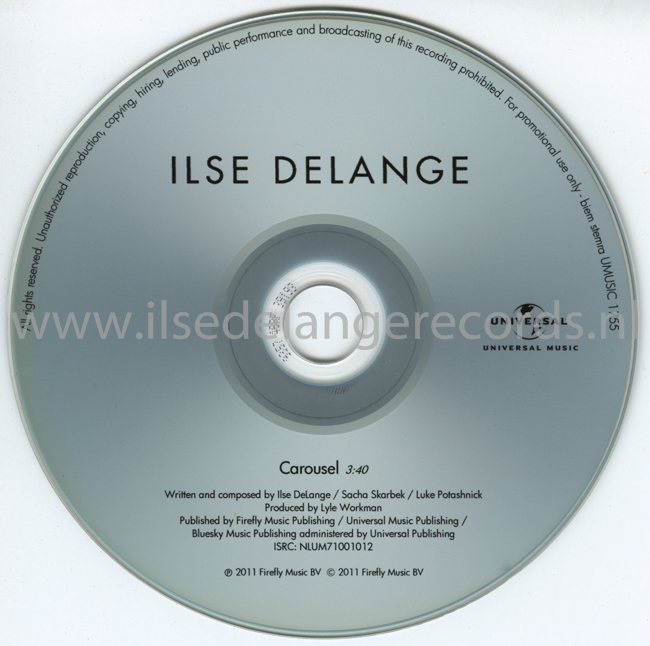 All rights reserved. Unauthorized reproduction, copying, hiring, lending, public performance and broadcasting of this recording prohibited. For promotional use only - biem stemra UMUSIC 1255
ILSE DELANGE
www.ilsedelangerecords.nl
UNIVERSAL
UNIVERSAL MUSIC
Carousel 3:40
Written and composed by Ilse DeLange / Sacha Skarbek / Luke Potashnick
Produced by Lyle Workman
Published by Firefly Music Publishing / Universal Music Publishing /
Bluesky Music Publishing administered by Universal Publishing
ISRC: NLUM71001012
℗ 2011 Firefly Music BV © 2011 Firefly Music BV